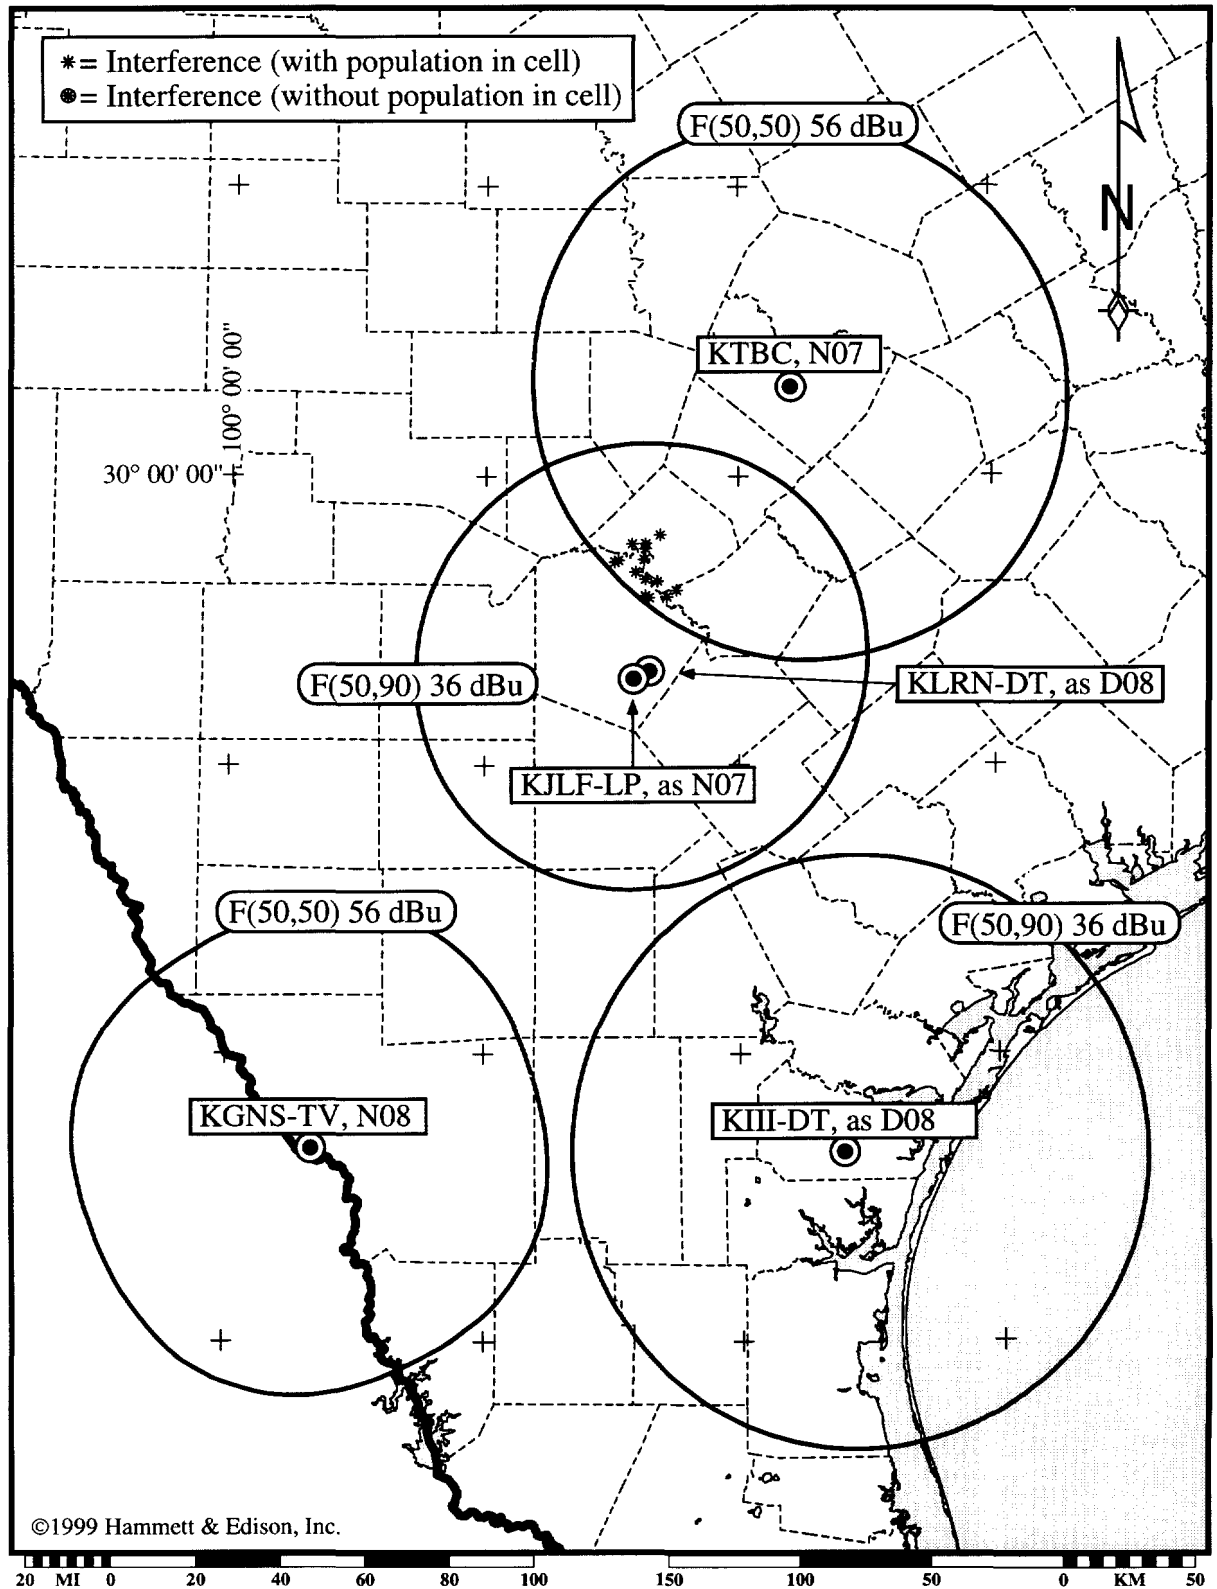 *= Interference (with population in cell)
= Interference (without population in cell)
F(50,50) 56 dBu
N
KTBC, N07
100° 00' 00"
30° 00' 00"
F(50,90) 36 dBu
KLRN-DT, as D08
KJLF-LP, as N07
F(50,50) 56 dBu
F(50,90) 36 dBu
KGNS-TV, N08
KIII-DT, as D08
©1999 Hammett & Edison, Inc.
20 MI 0 20 40 60 80 100 150 100 50 0 KM 50